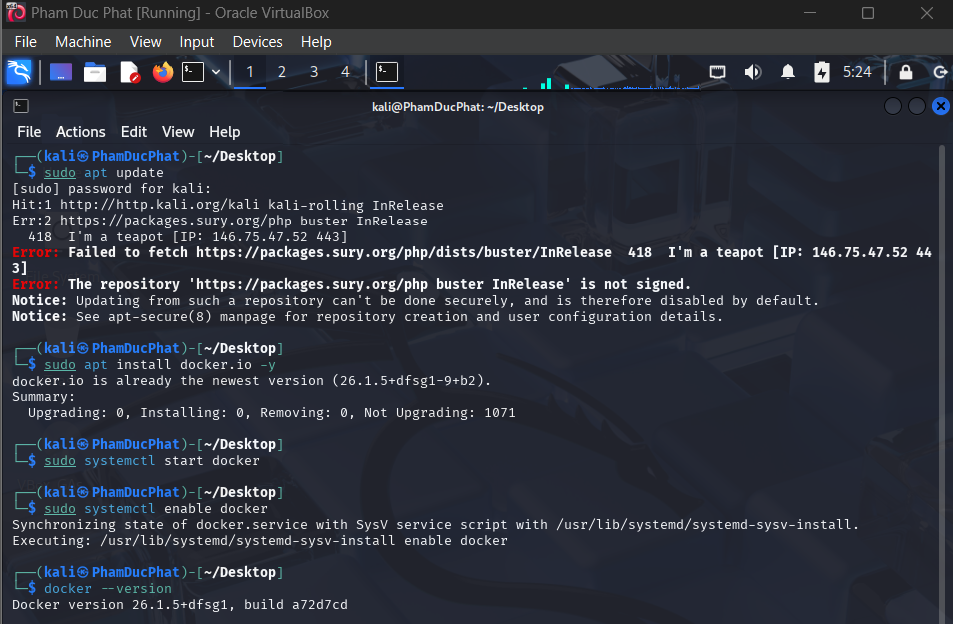 Pham Duc Phat [Running] - Oracle VirtualBox
File Machine View Input Devices Help
1 2 3 4 5:24
kali@PhamDucPhat: ~/Desktop
File Actions Edit View Help
┌──(kali㉿PhamDucPhat)-[~/Desktop]
└─$ sudo apt update
[sudo] password for kali:
Hit:1 http://http.kali.org/kali kali-rolling InRelease
Err:2 https://packages.sury.org/php buster InRelease
  418  I'm a teapot [IP: 146.75.47.52 443]
Error: Failed to fetch https://packages.sury.org/php/dists/buster/InRelease  418  I'm a teapot [IP: 146.75.47.52 44
3]
Error: The repository 'https://packages.sury.org/php buster InRelease' is not signed.
Notice: Updating from such a repository can't be done securely, and is therefore disabled by default.
Notice: See apt-secure(8) manpage for repository creation and user configuration details.
┌──(kali㉿PhamDucPhat)-[~/Desktop]
└─$ sudo apt install docker.io -y
docker.io is already the newest version (26.1.5+dfsg1-9+b2).
Summary:
  Upgrading: 0, Installing: 0, Removing: 0, Not Upgrading: 1071
┌──(kali㉿PhamDucPhat)-[~/Desktop]
└─$ sudo systemctl start docker
┌──(kali㉿PhamDucPhat)-[~/Desktop]
└─$ sudo systemctl enable docker
Synchronizing state of docker.service with SysV service script with /usr/lib/systemd/systemd-sysv-install.
Executing: /usr/lib/systemd/systemd-sysv-install enable docker
┌──(kali㉿PhamDucPhat)-[~/Desktop]
└─$ docker --version
Docker version 26.1.5+dfsg1, build a72d7cd